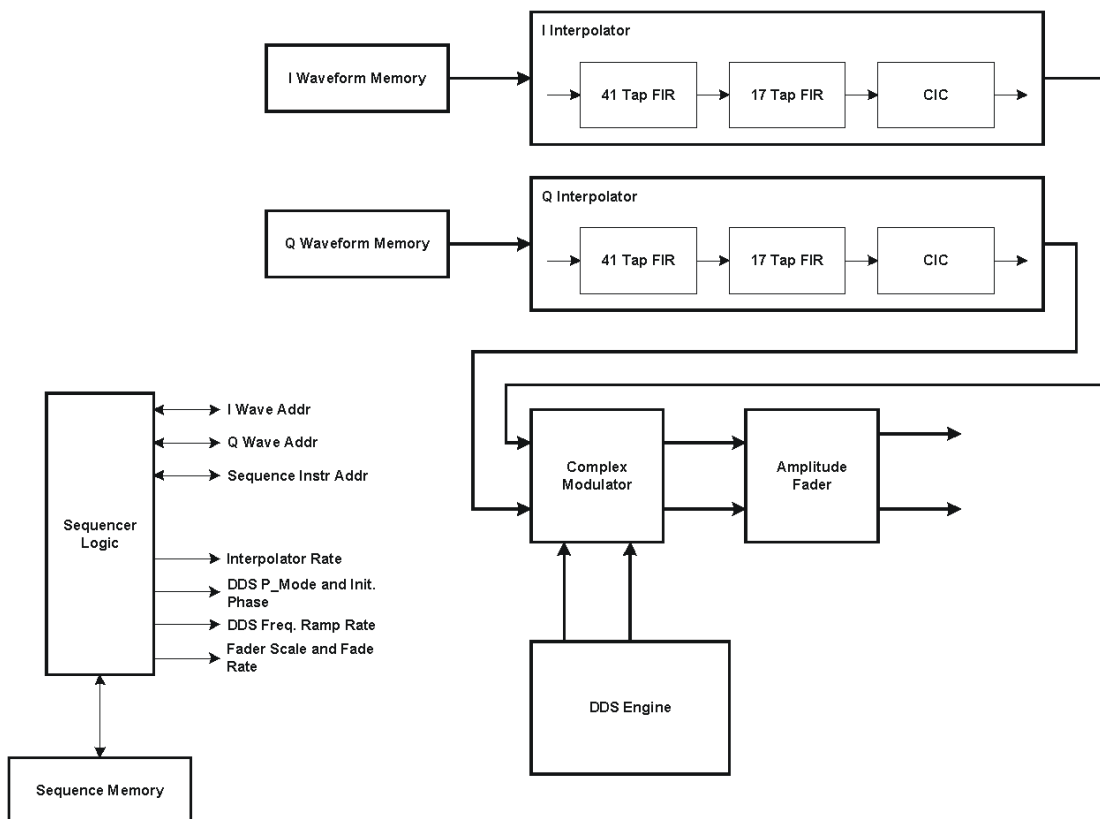 I Interpolator
I Waveform Memory
41 Tap FIR
17 Tap FIR
CIC
Q Interpolator
Q Waveform Memory
41 Tap FIR
17 Tap FIR
CIC
Sequencer
Logic
I Wave Addr
Q Wave Addr
Sequence Instr Addr
Interpolator Rate
DDS P_Mode and Init.
Phase
DDS Freq. Ramp Rate
Fader Scale and Fade
Rate
Complex
Modulator
Amplitude
Fader
DDS Engine
Sequence Memory